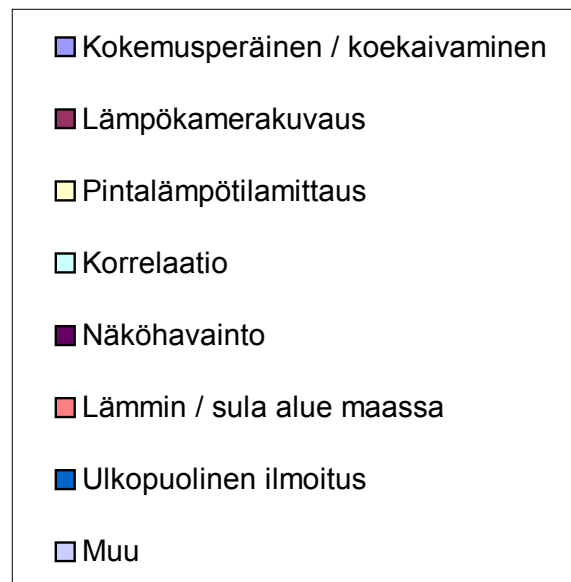 Kokemusperäinen / koekaivaminen
Lämpökamerakuvaus
Pintalämpötilamittaus
Korrelaatio
Näköhavainto
Lämmin / sula alue maassa
Ulkopuolinen ilmoitus
Muu